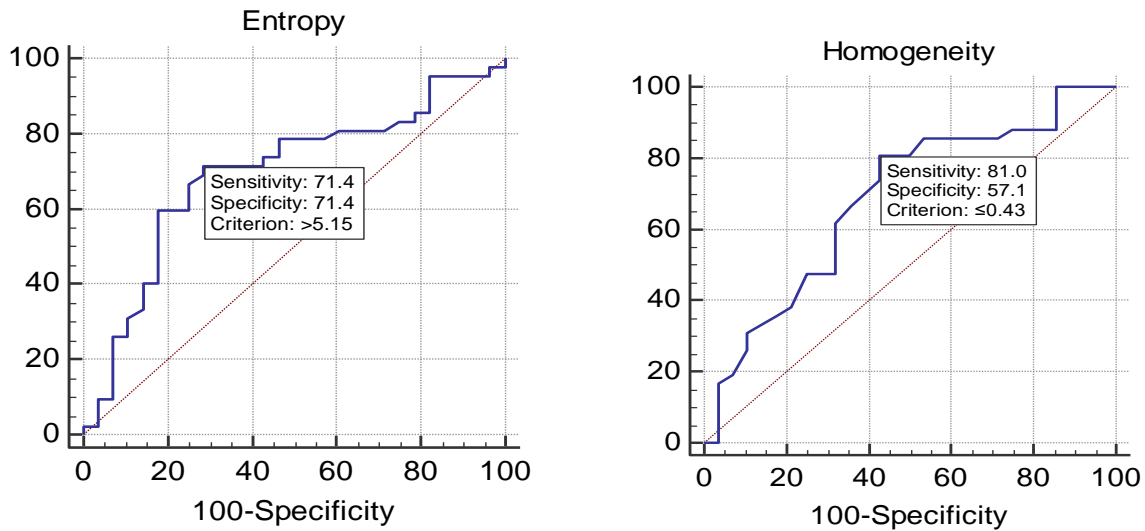 Entropy
100
80
60
40
20
0
Sensitivity: 71.4
Specificity: 71.4
Criterion: >5.15
0 20 40 60 80 100
100-Specificity
Homogeneity
100
80
60
40
20
0
Sensitivity: 81.0
Specificity: 57.1
Criterion: ≤0.43
0 20 40 60 80 100
100-Specificity